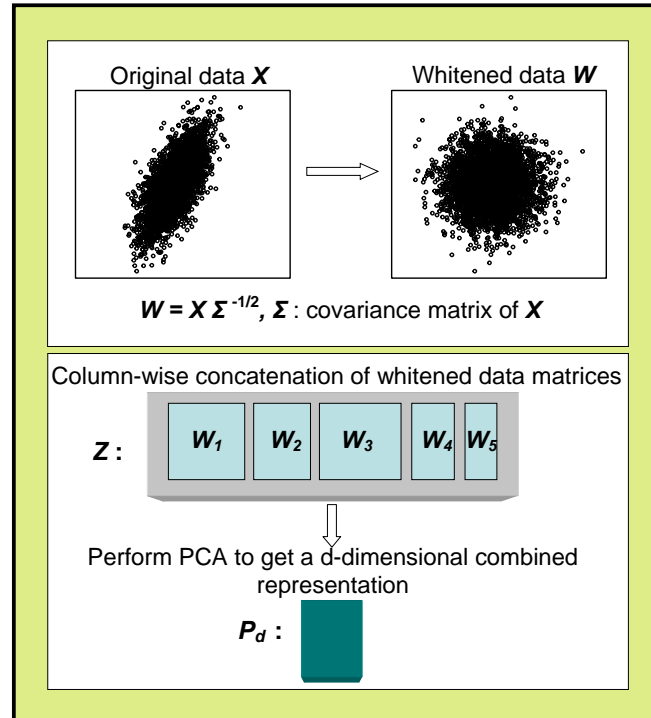 Original data X
Whitened data W
W = X Σ -1/2, Σ : covariance matrix of X
Column-wise concatenation of whitened data matrices
Z :
W1 W2 W3 W4 W5
Perform PCA to get a d-dimensional combined
representation
Pd :